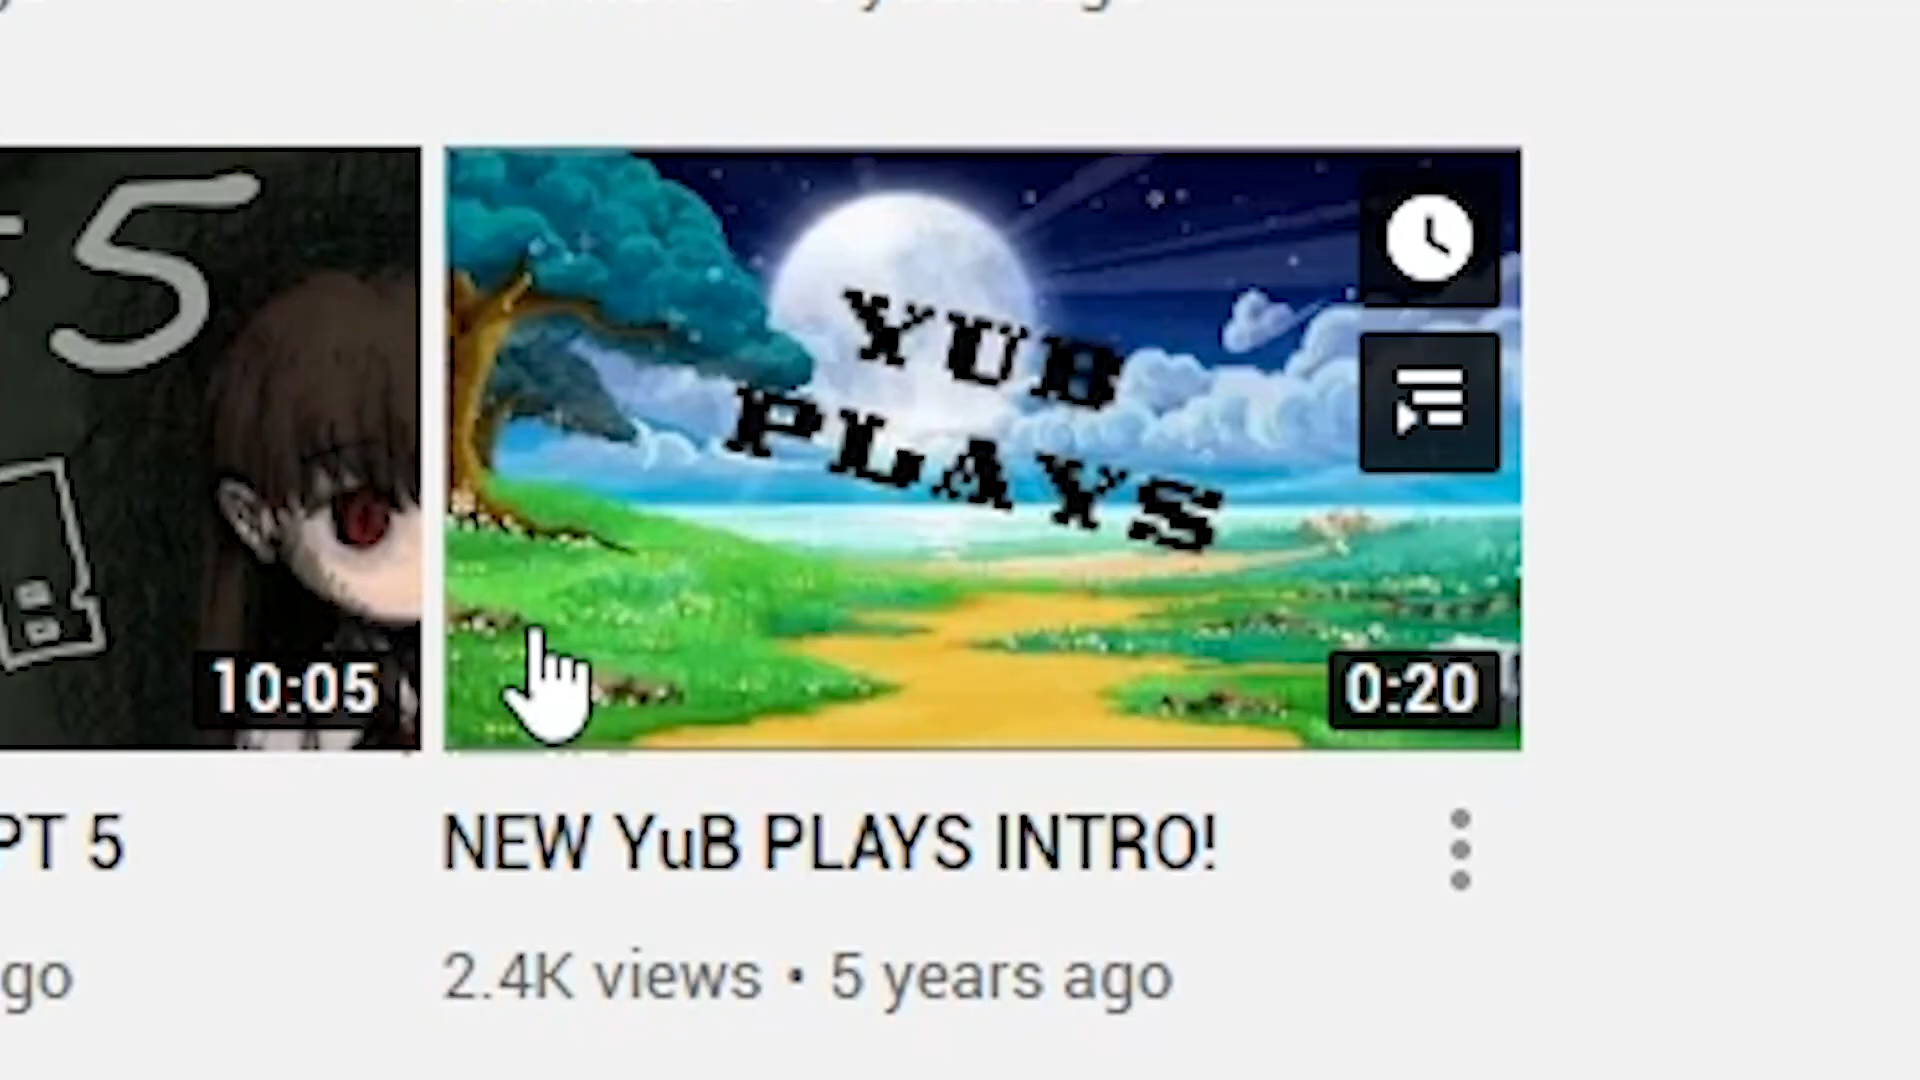 5
YUB
PLAYS
10:05
0:20
PT 5
NEW YuB PLAYS INTRO!
go
2.4K views • 5 years ago